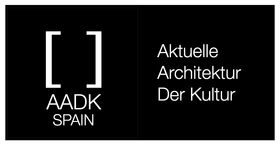 [ ]
AADK
SPAIN
Aktuelle
Architektur
Der Kultur